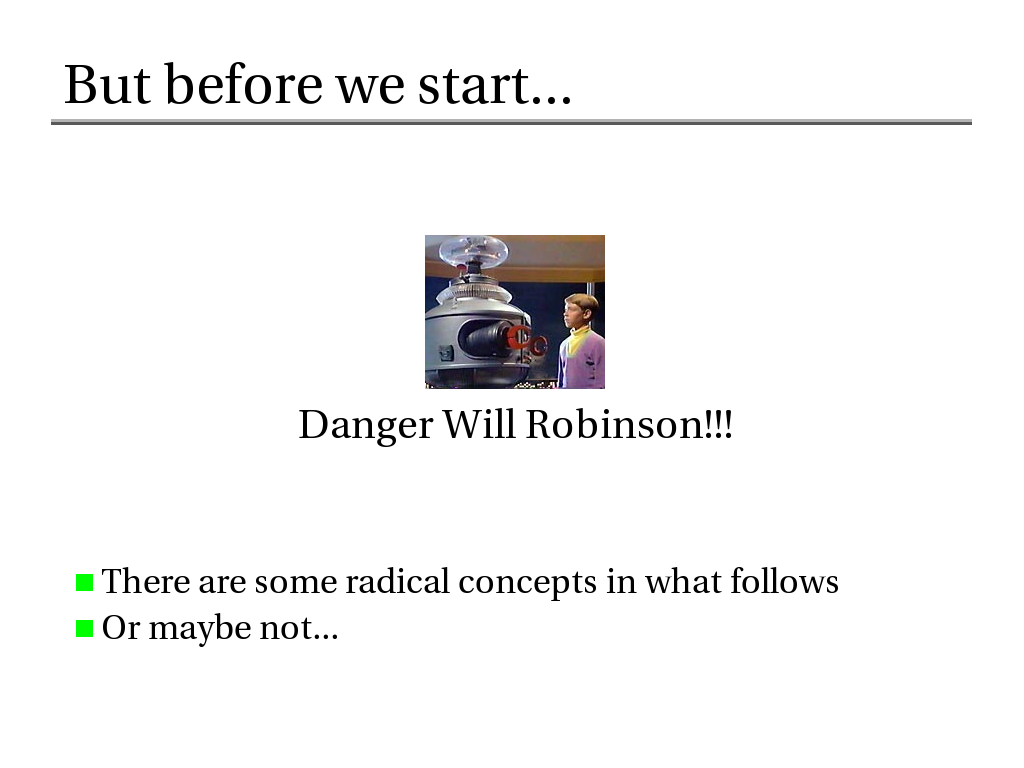 But before we start...
Danger Will Robinson!!!
There are some radical concepts in what follows
Or maybe not...